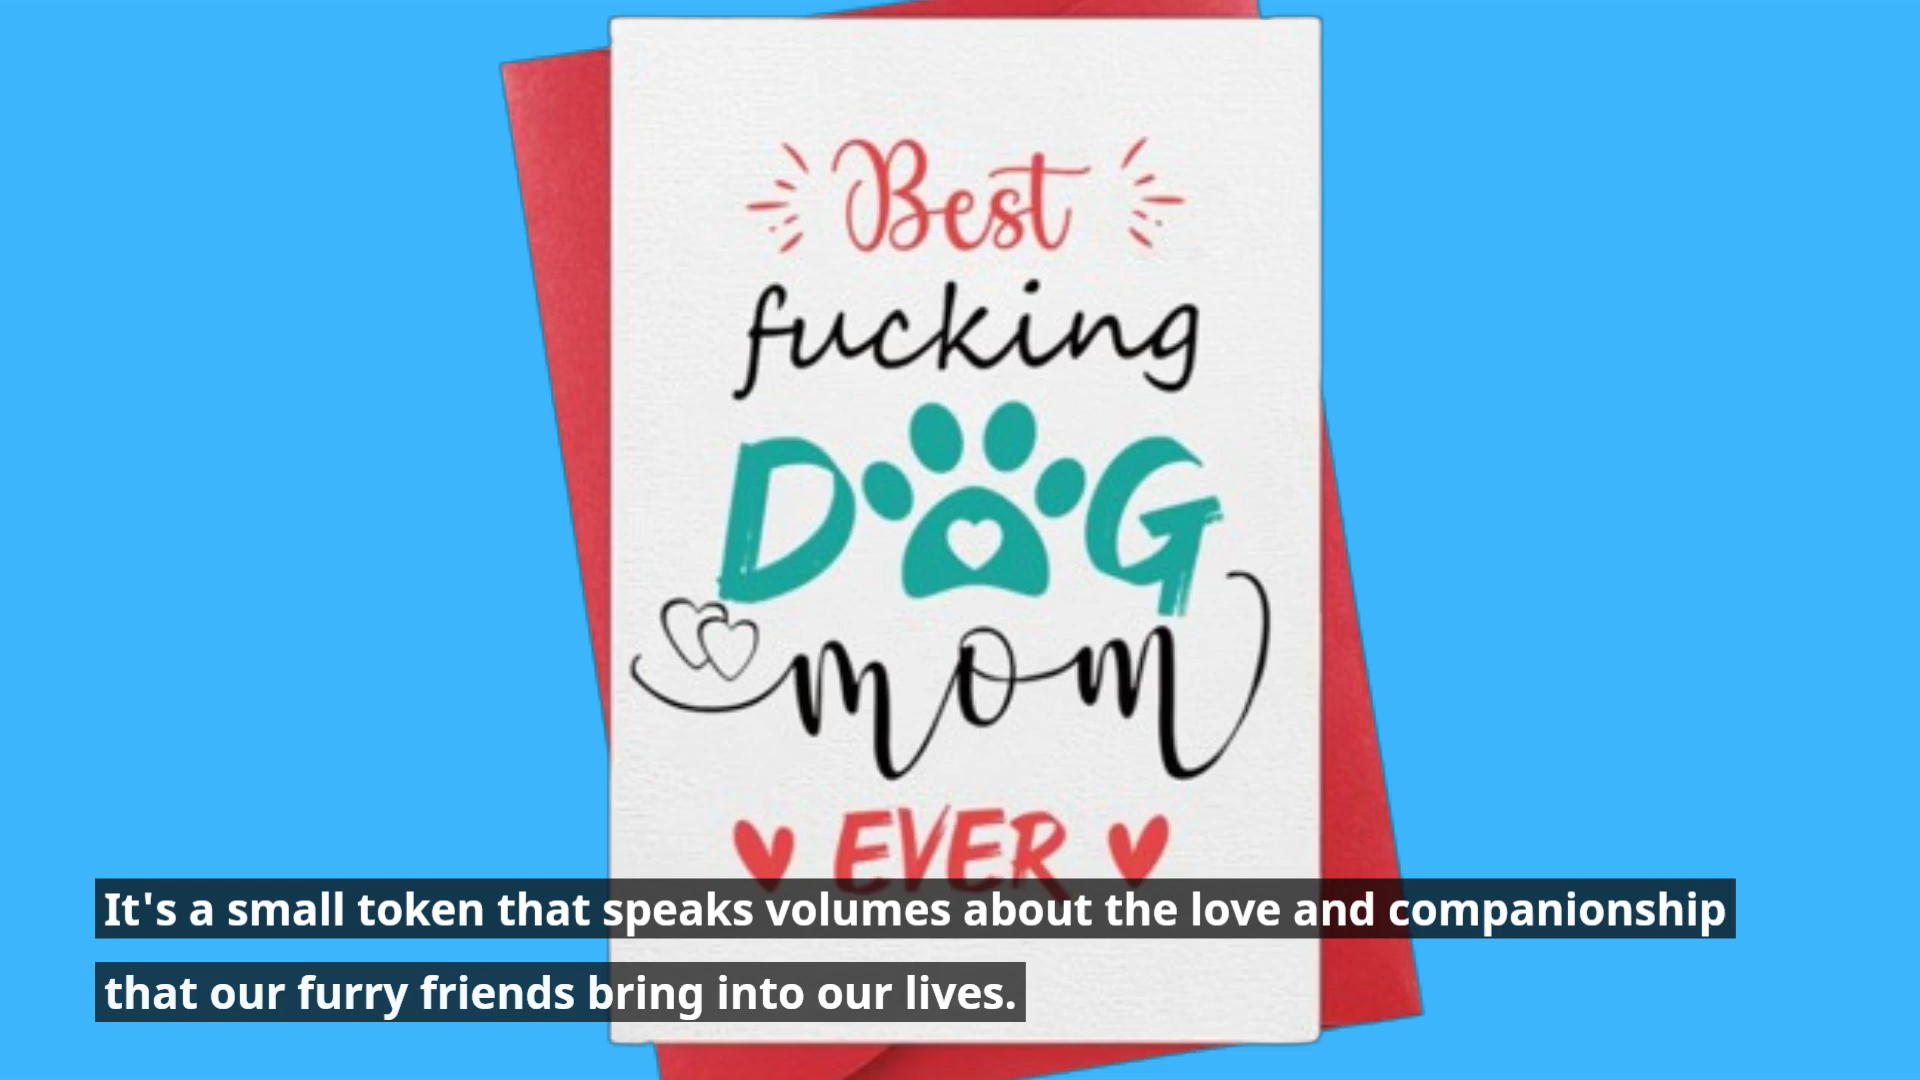 Best
fucking
DOG
mom
EVER
It's a small token that speaks volumes about the love and companionship
that our furry friends bring into our lives.